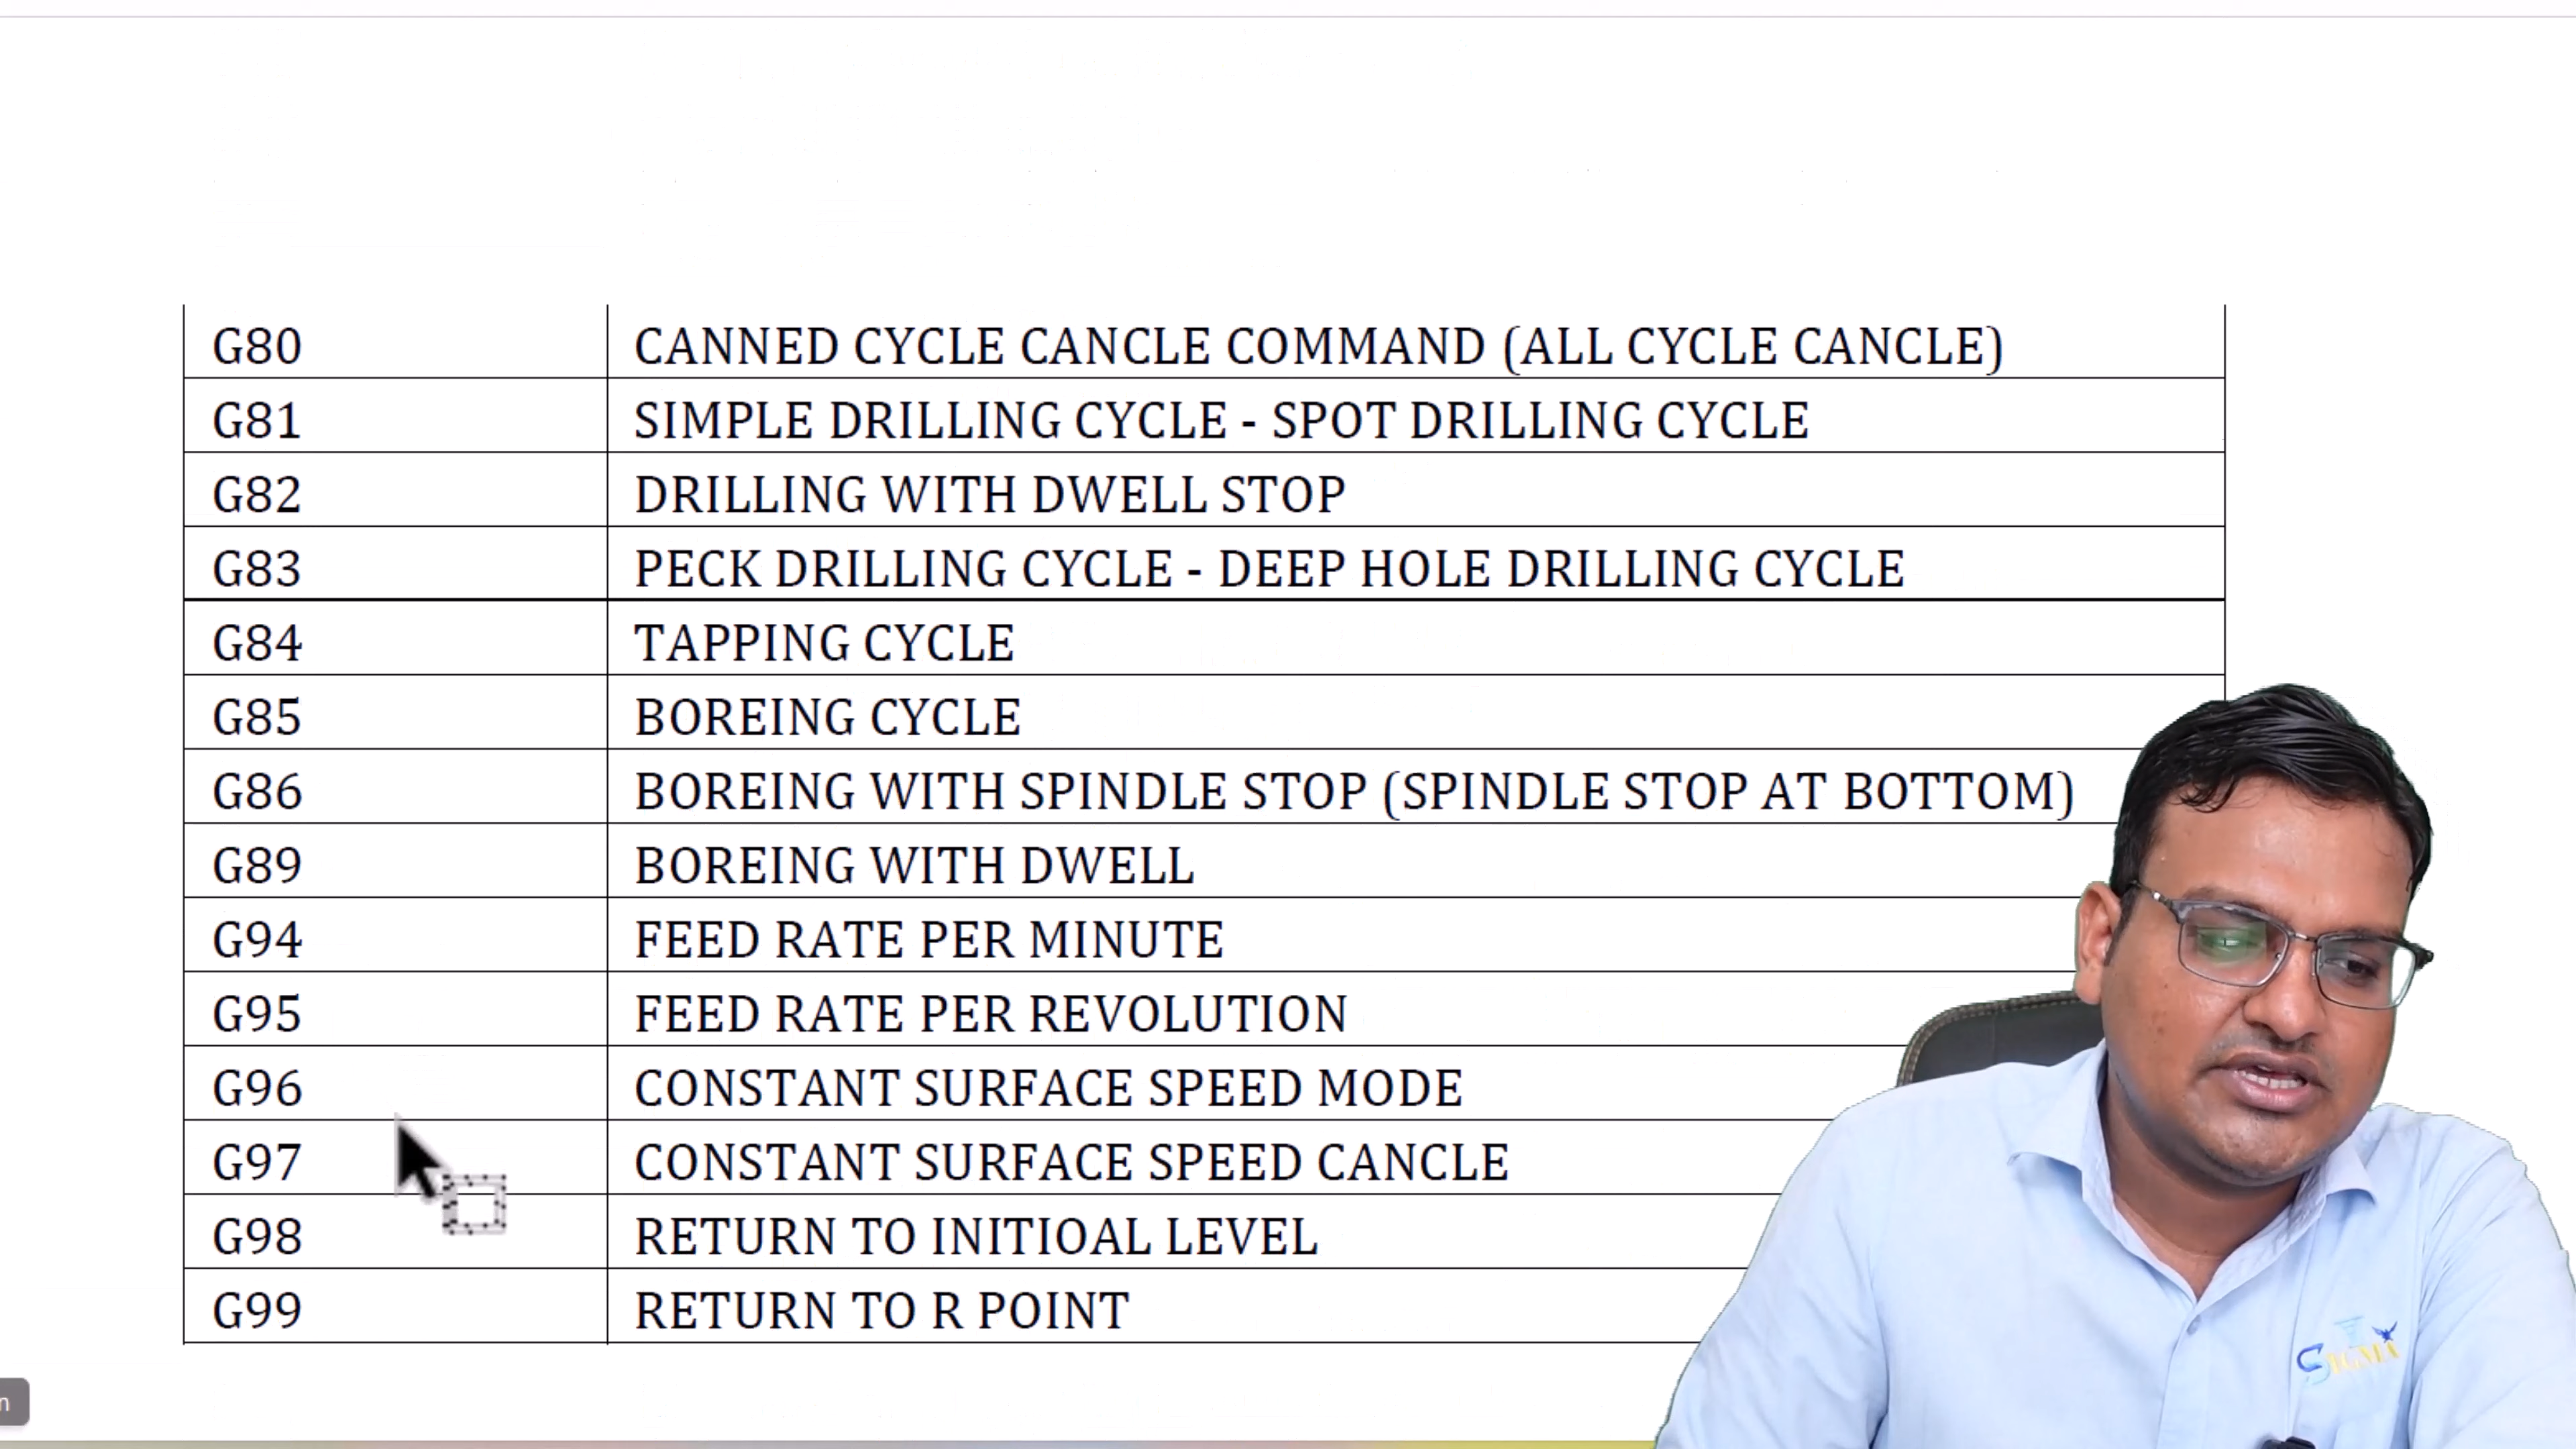 G80 CANNED CYCLE CANCLE COMMAND (ALL CYCLE CANCLE)
G81 SIMPLE DRILLING CYCLE - SPOT DRILLING CYCLE
G82 DRILLING WITH DWELL STOP
G83 PECK DRILLING CYCLE - DEEP HOLE DRILLING CYCLE
G84 TAPPING CYCLE
G85 BOREING CYCLE
G86 BOREING WITH SPINDLE STOP (SPINDLE STOP AT BOTTOM)
G89 BOREING WITH DWELL
G94 FEED RATE PER MINUTE
G95 FEED RATE PER REVOLUTION
G96 CONSTANT SURFACE SPEED MODE
G97 CONSTANT SURFACE SPEED CANCLE
G98 RETURN TO INITIOAL LEVEL
G99 RETURN TO R POINT
SIGMA
n